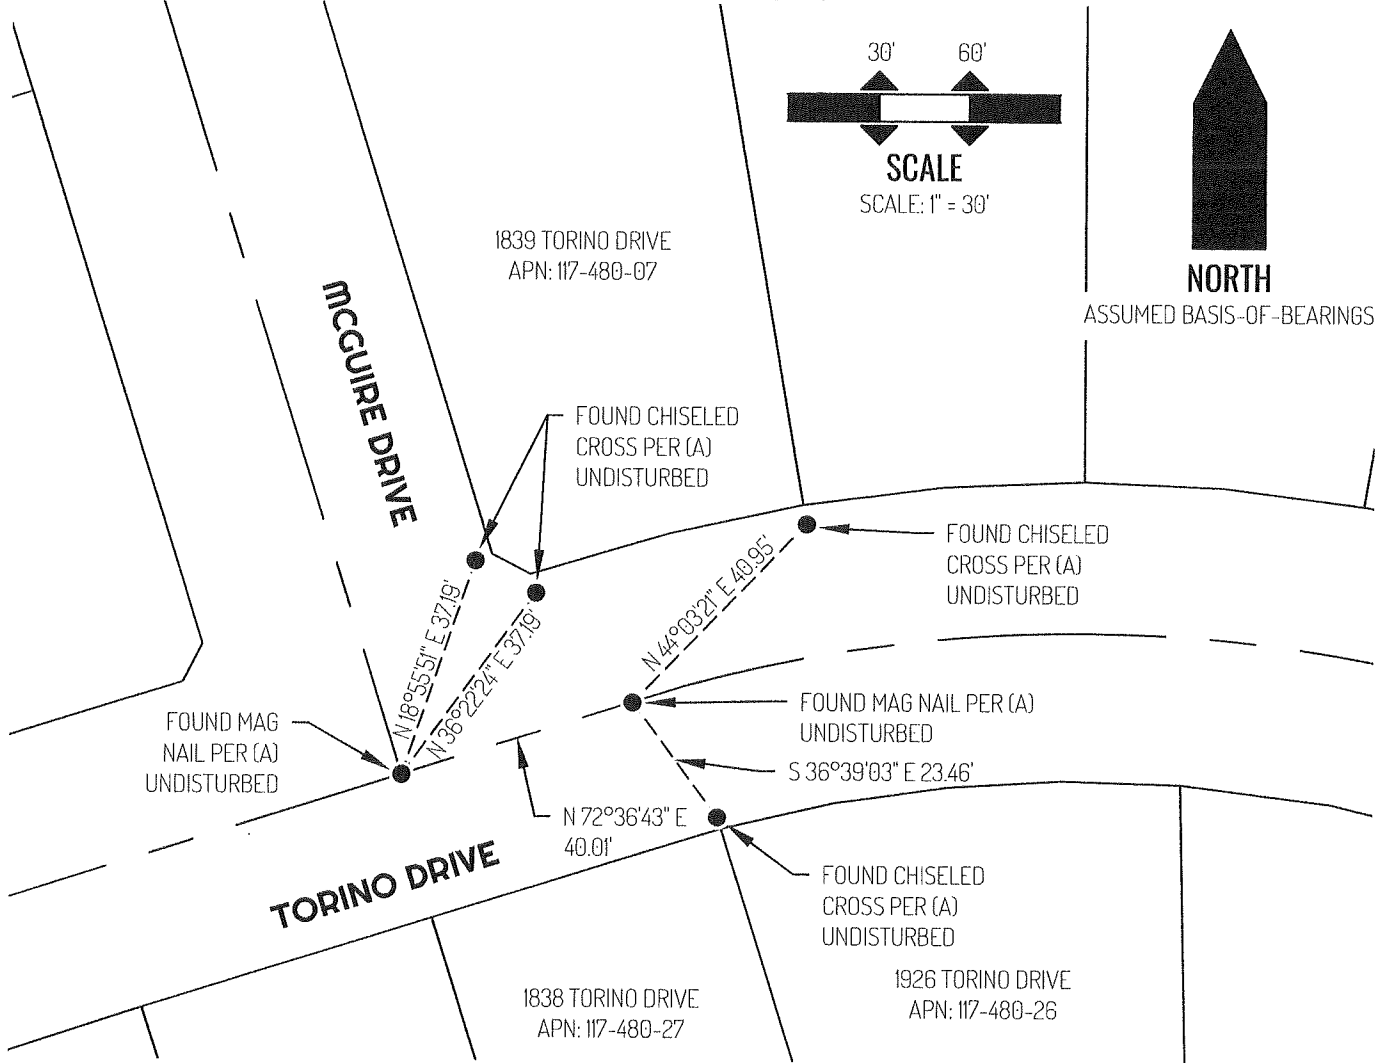 30' 60'
SCALE
SCALE: 1" = 30'
NORTH
ASSUMED BASIS-OF-BEARINGS
1839 TORINO DRIVE
APN: 117-480-07
MCGUIRE DRIVE
FOUND CHISELED
CROSS PER (A)
UNDISTURBED
FOUND CHISELED
CROSS PER (A)
UNDISTURBED
N 18°55'51" E 37.19'
N 36°22'24" E 37.19'
N 44°03'21" E 40.95'
FOUND MAG
NAIL PER (A)
UNDISTURBED
FOUND MAG NAIL PER (A)
UNDISTURBED
S 36°39'03" E 23.46'
N 72°36'43" E
40.01'
TORINO DRIVE
FOUND CHISELED
CROSS PER (A)
UNDISTURBED
1838 TORINO DRIVE
APN: 117-480-27
1926 TORINO DRIVE
APN: 117-480-26